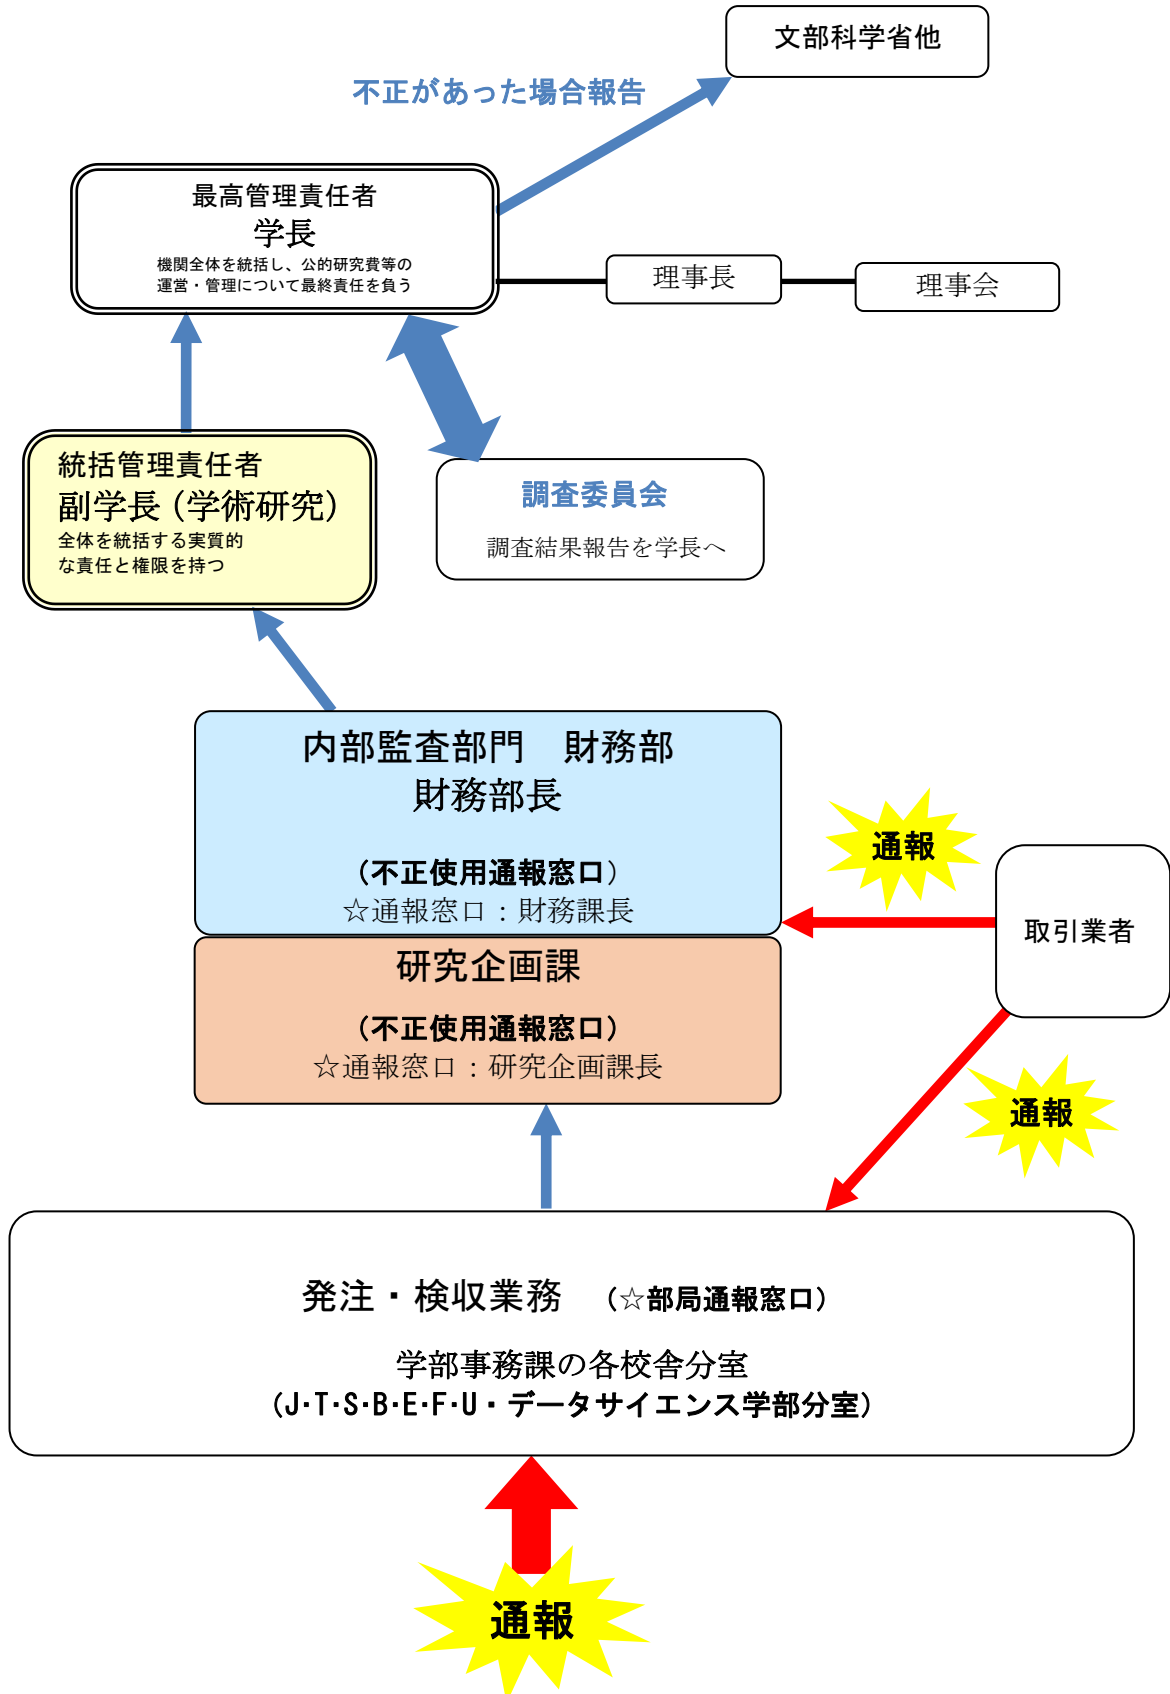 文部科学省他
不正があった場合報告
最高管理責任者
学長
機関全体を統括し、公的研究費等の
運営・管理について最終責任を負う
理事長
理事会
統括管理責任者
副学長（学術研究）
全体を統括する実質的
な責任と権限を持つ
調査委員会
調査結果報告を学長へ
内部監査部門　財務部
財務部長
（不正使用通報窓口）
☆通報窓口：財務課長
通報
取引業者
研究企画課
（不正使用通報窓口）
☆通報窓口：研究企画課長
通報
発注・検収業務　（☆部局通報窓口）
学部事務課の各校舎分室
（J・T・S・B・E・F・U・データサイエンス学部分室）
通報